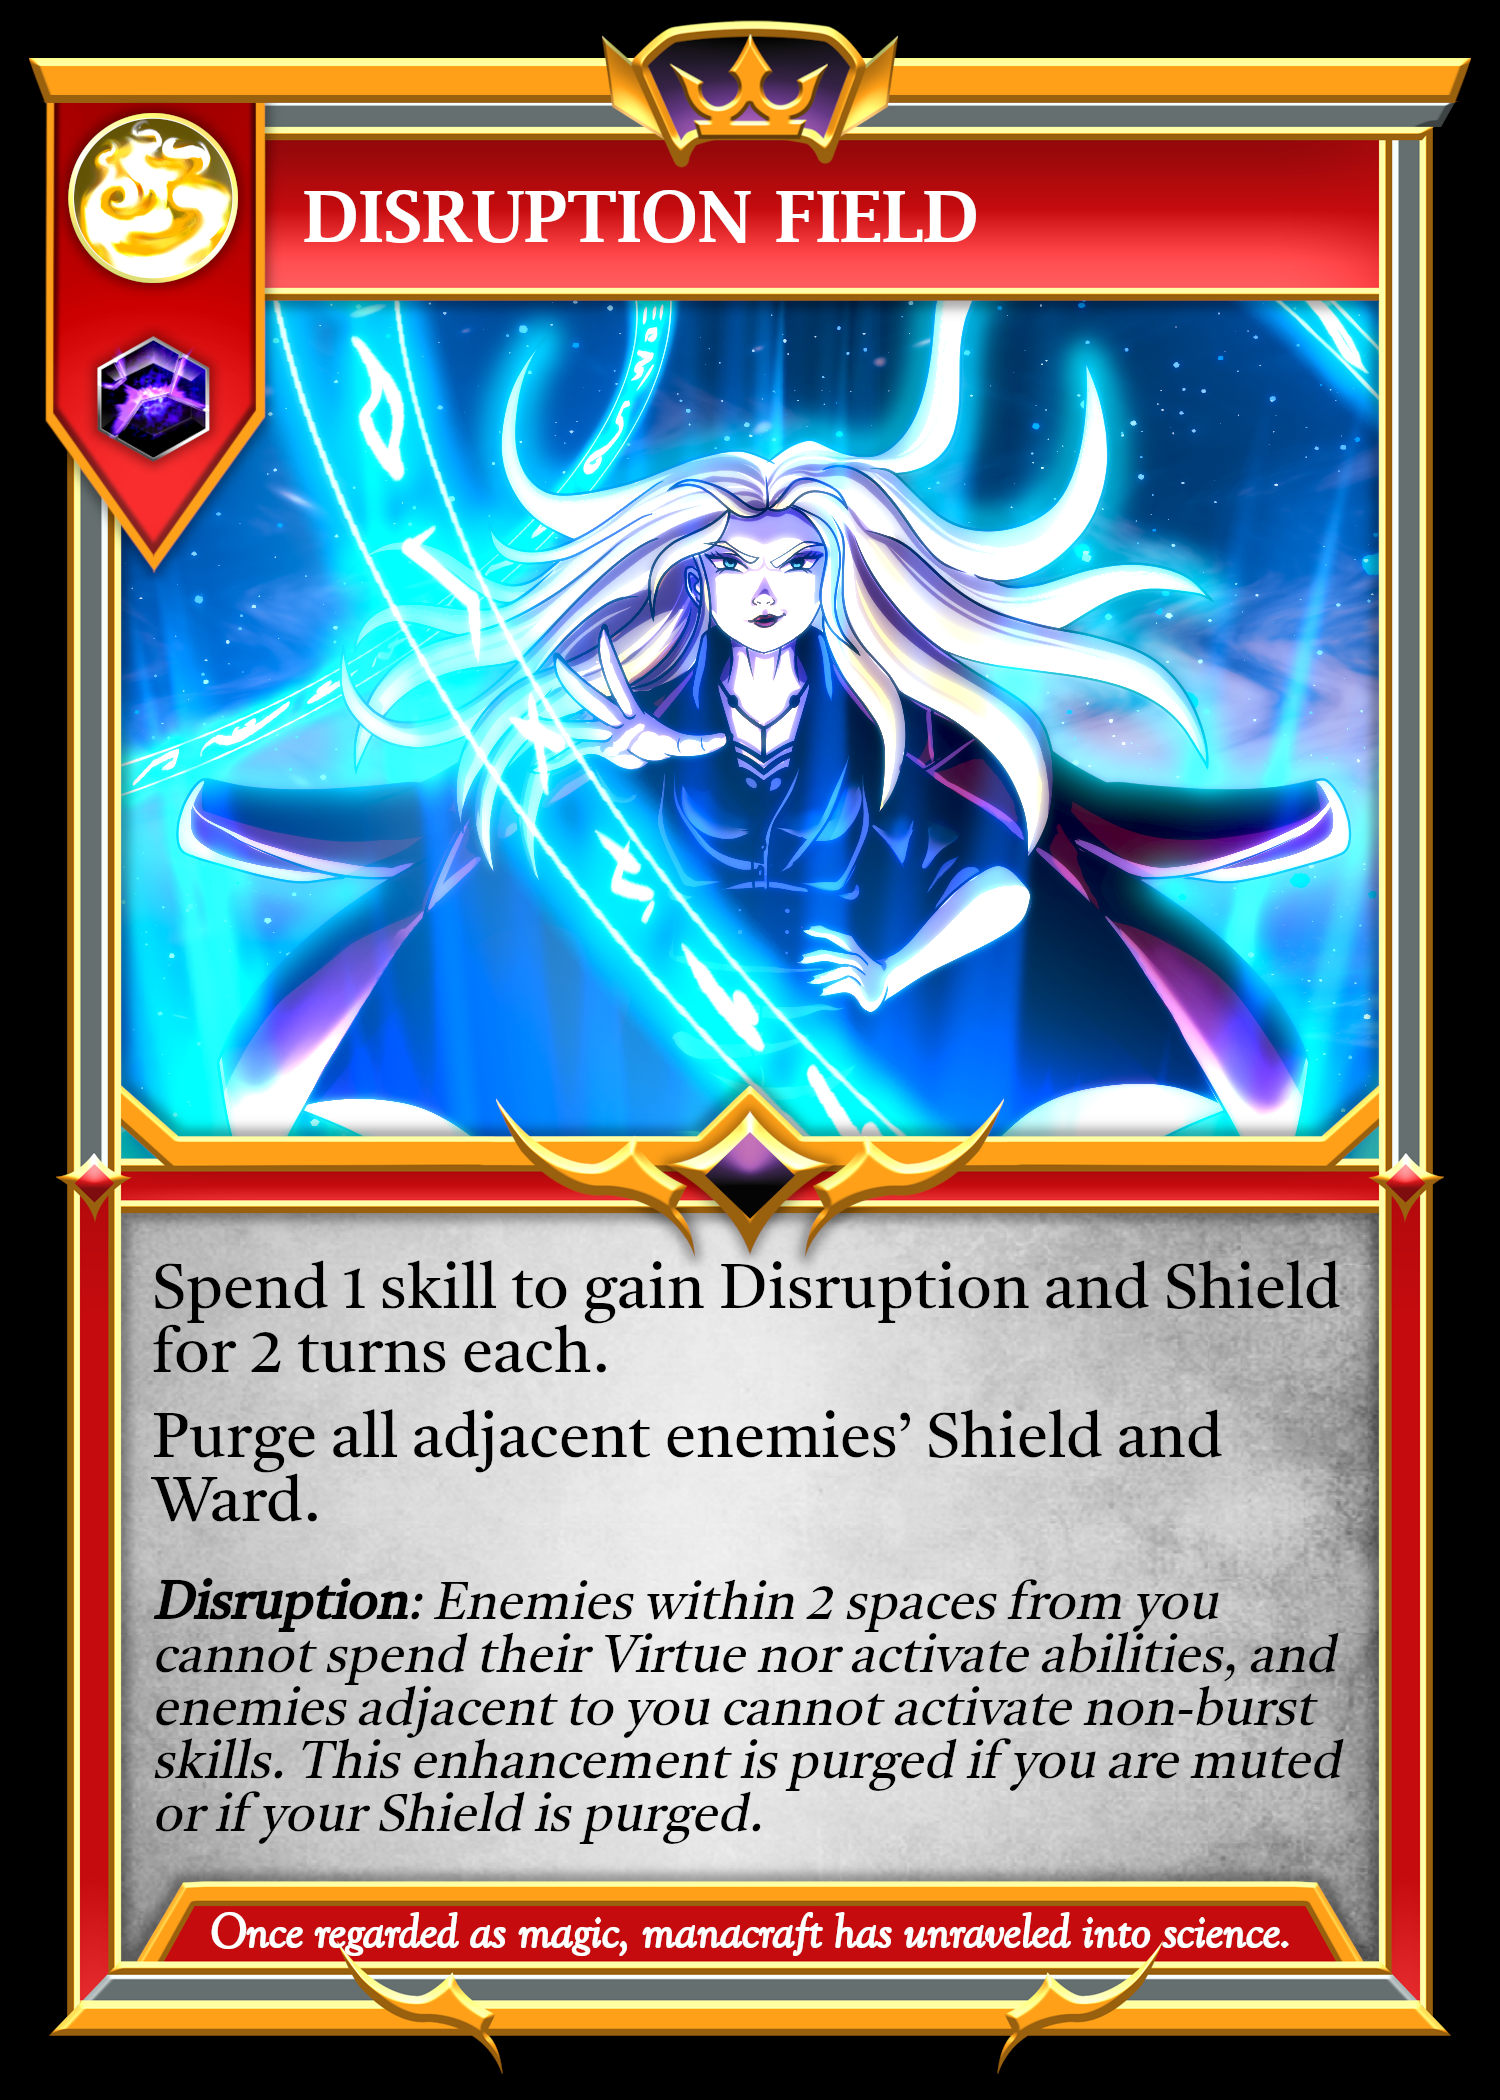 DISRUPTION FIELD
Spend 1 skill to gain Disruption and Shield
for 2 turns each.
Purge all adjacent enemies’ Shield and
Ward.
Disruption: Enemies within 2 spaces from you
cannot spend their Virtue nor activate abilities, and
enemies adjacent to you cannot activate non-burst
skills. This enhancement is purged if you are muted
or if your Shield is purged.
Once regarded as magic, manacraft has unraveled into science.